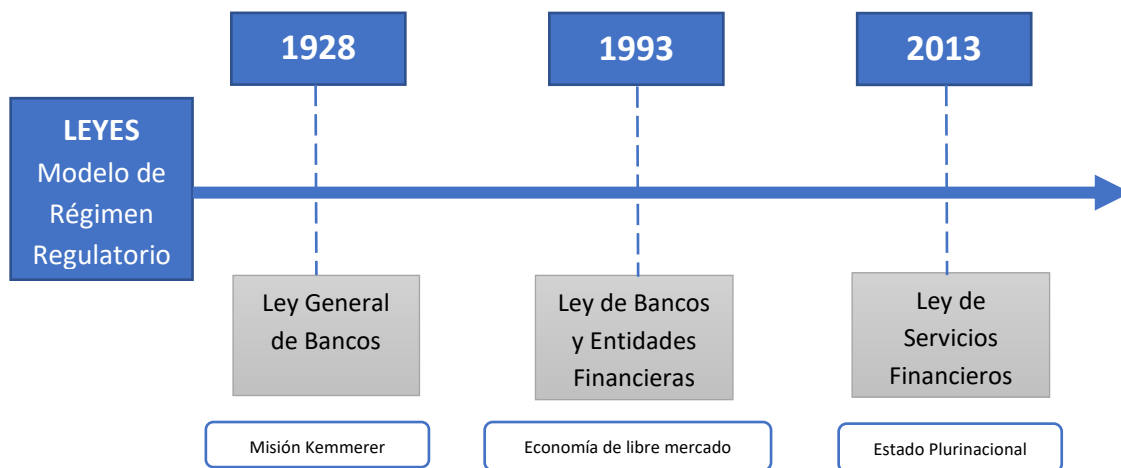 1928
1993
2013
LEYES
Modelo de
Régimen
Regulatorio
Ley General
de Bancos
Ley de Bancos
y Entidades
Financieras
Ley de
Servicios
Financieros
Misión Kemmerer
Economía de libre mercado
Estado Plurinacional